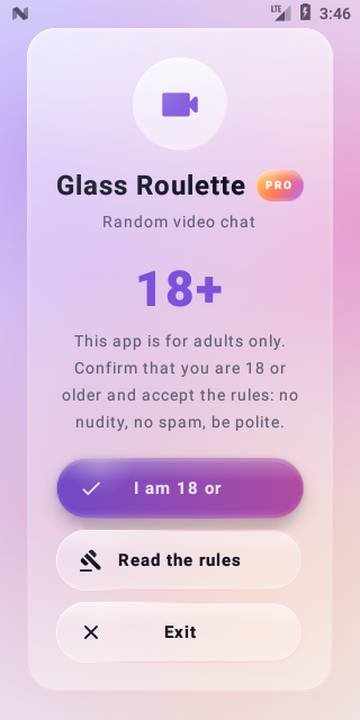 LTE 3:46
Glass Roulette PRO
Random video chat
18+
This app is for adults only.
Confirm that you are 18 or
older and accept the rules: no
nudity, no spam, be polite.
I am 18 or
Read the rules
Exit